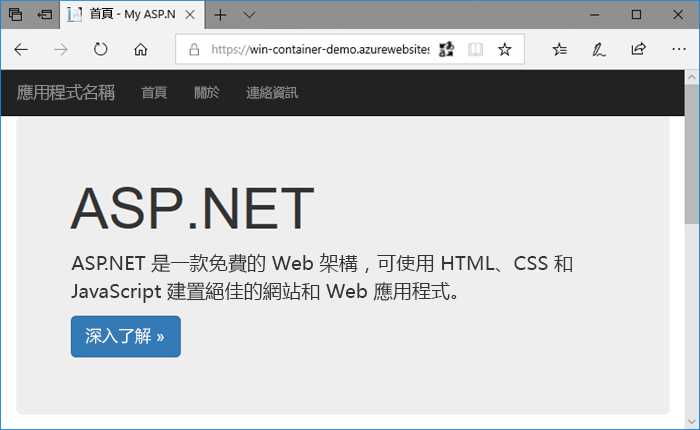 首頁 - My ASP.N
https://win-container-demo.azurewebsites
應用程式名稱 首頁 關於 連絡資訊
ASP.NET
ASP.NET 是一款免費的 Web 架構，可使用 HTML、CSS 和
JavaScript 建置絕佳的網站和 Web 應用程式。
深入了解 »